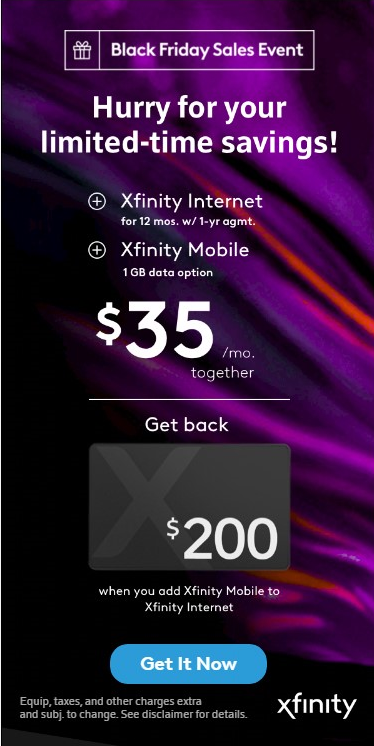 Black Friday Sales Event
Hurry for your
limited-time savings!
Xfinity Internet
for 12 mos. w/ 1-yr agmt.
Xfinity Mobile
1 GB data option
$35 /mo.
together
Get back
X
$200
when you add Xfinity Mobile to
Xfinity Internet
Get It Now
Equip, taxes, and other charges extra
and subj. to change. See disclaimer for details.
xfinity